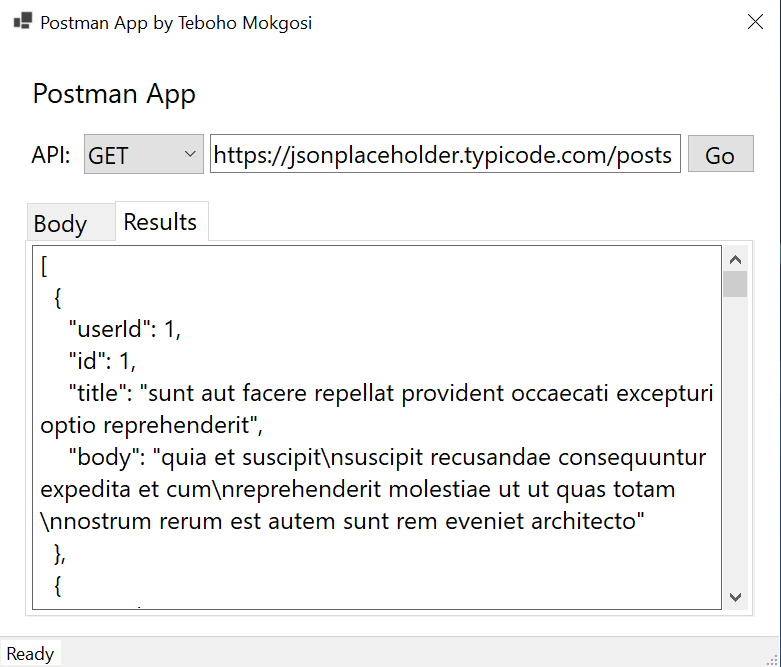 Postman App by Teboho Mokgosi
Postman App
API: GET https://jsonplaceholder.typicode.com/posts Go
Body Results
[
{
"userId": 1,
"id": 1,
"title": "sunt aut facere repellat provident occaecati excepturi
optio reprehenderit",
"body": "quia et suscipit\nsuscipit recusandae consequuntur
expedita et cum\nreprehenderit molestiae ut ut quas totam
\nnostrum rerum est autem sunt rem eveniet architecto"
},
{
Ready